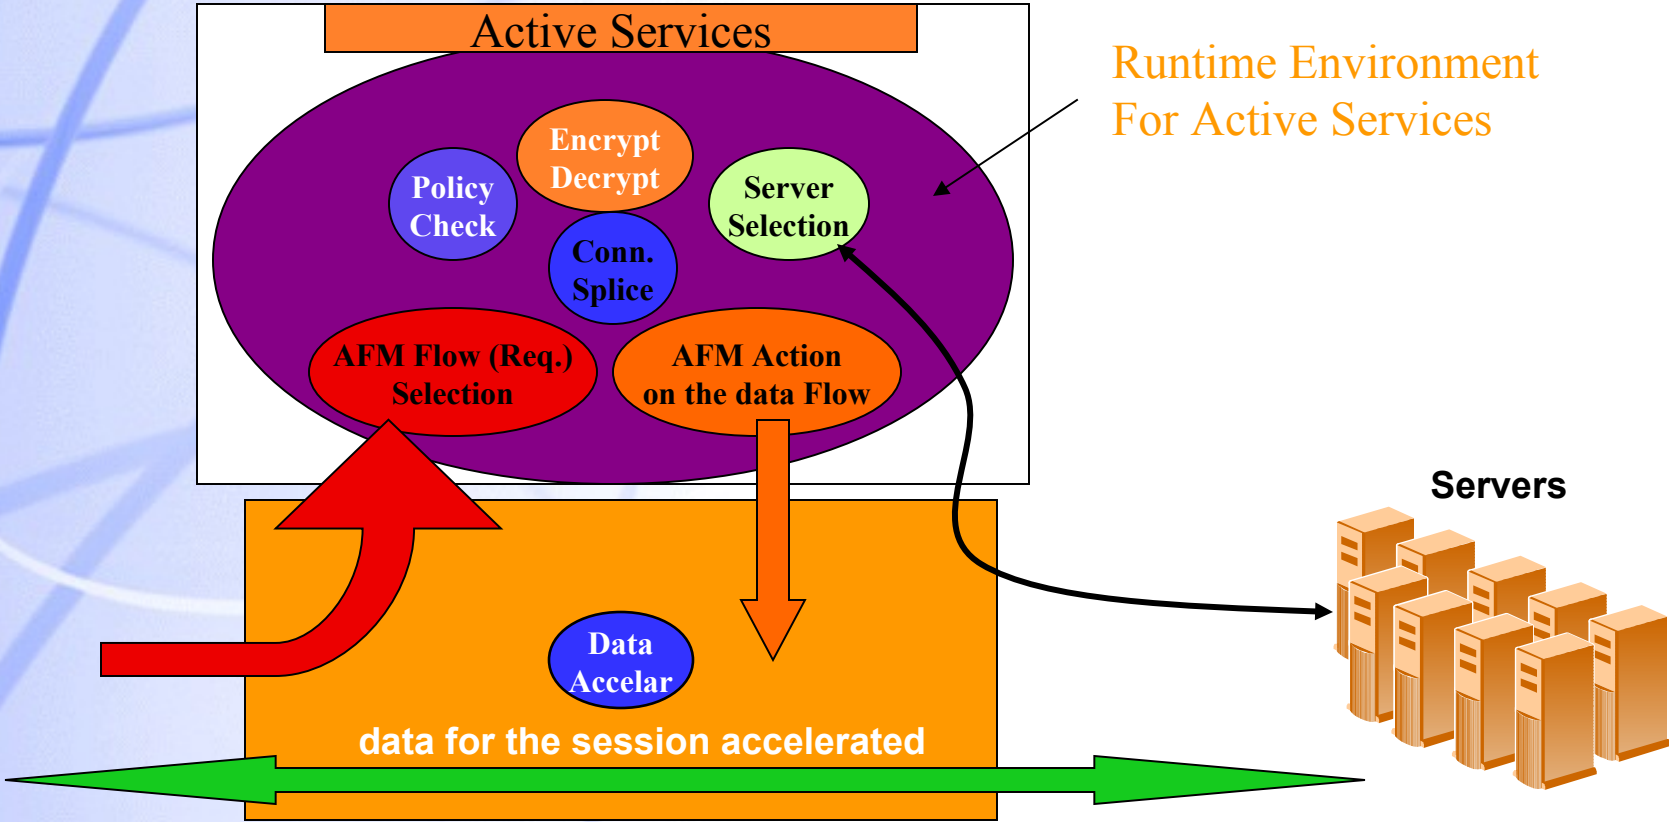 Active Services
Runtime Environment
For Active Services
Encrypt
Decrypt
Policy
Check
Server
Selection
Conn.
Splice
AFM Flow (Req.)
Selection
AFM Action
on the data Flow
Servers
Data
Accelar
data for the session accelerated